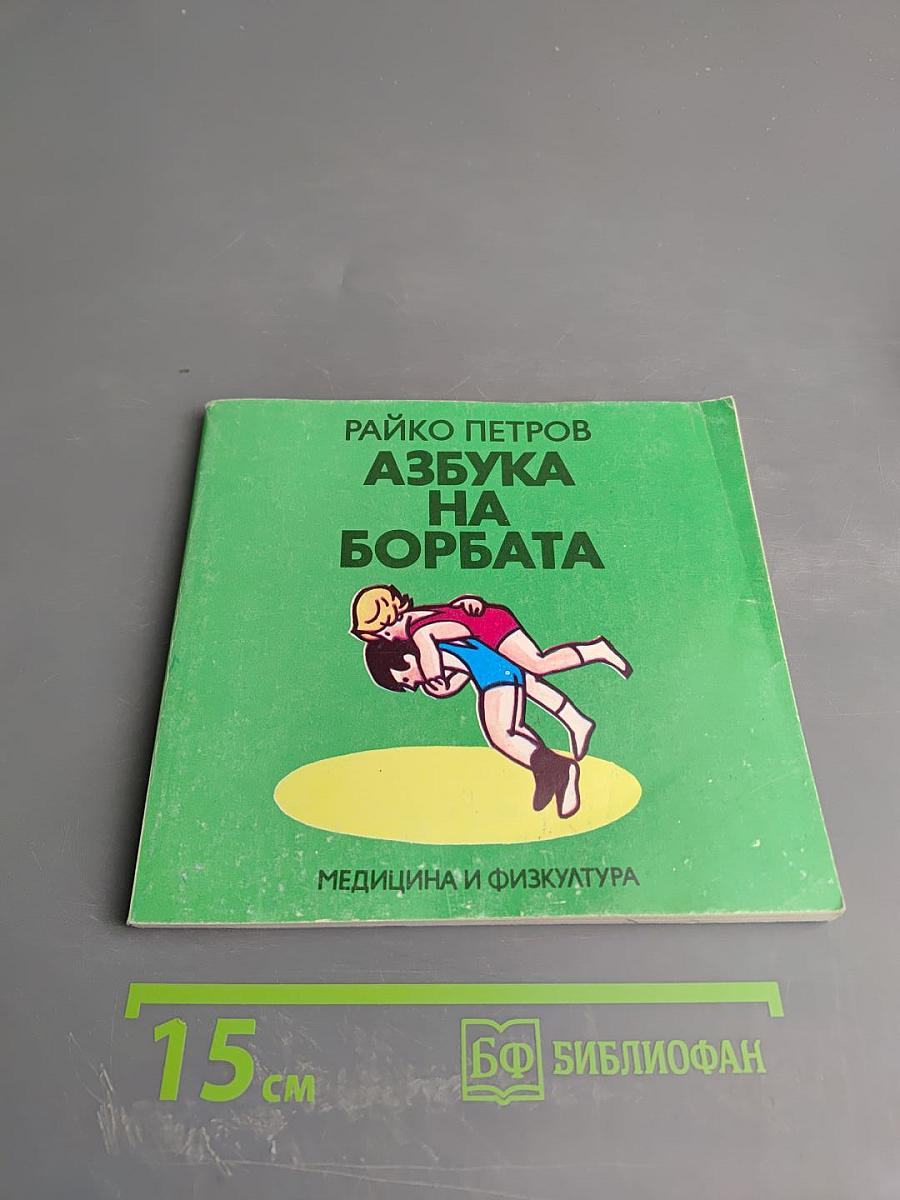 РАЙКО ПЕТРОВ
АЗБУКА
НА
БОРБАТА
МЕДИЦИНА И ФИЗКУЛТУРА
15 см
БФ БИБЛИОФАН